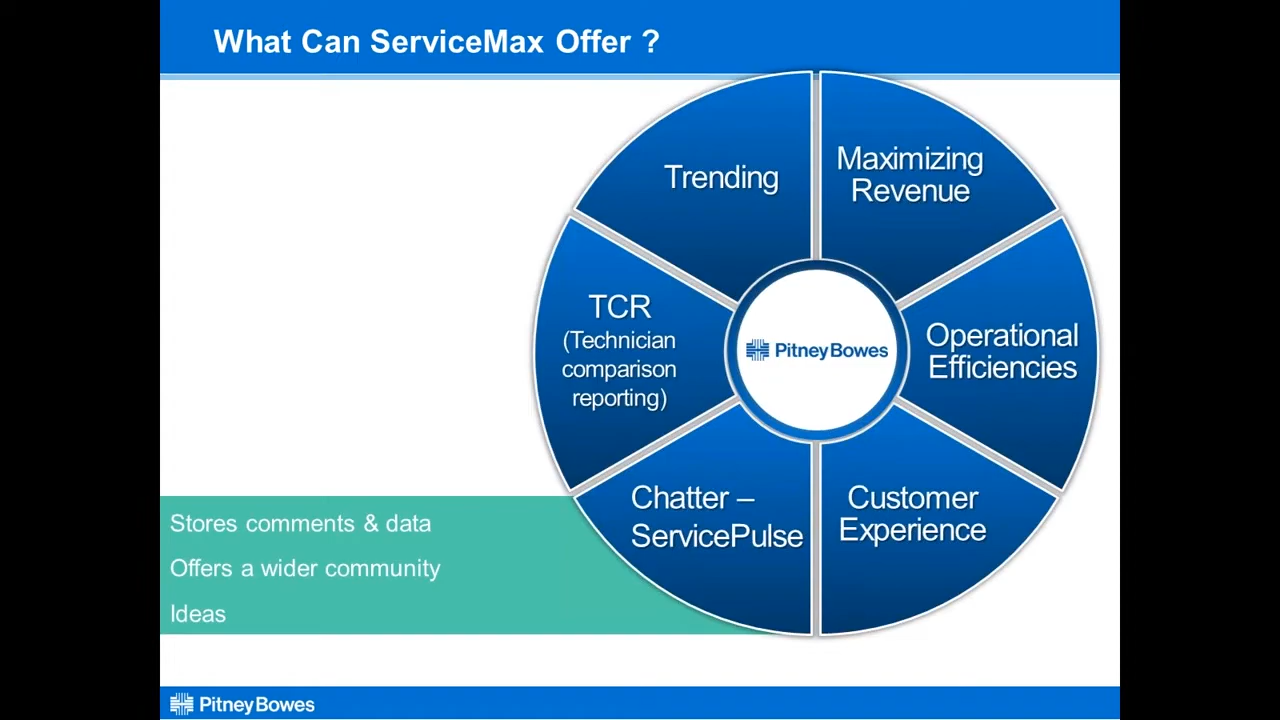 What Can ServiceMax Offer ?
Trending
Maximizing
Revenue
TCR
(Technician
comparison
reporting)
PitneyBowes
Operational
Efficiencies
Chatter –
ServicePulse
Customer
Experience
Stores comments & data
Offers a wider community
Ideas
PitneyBowes